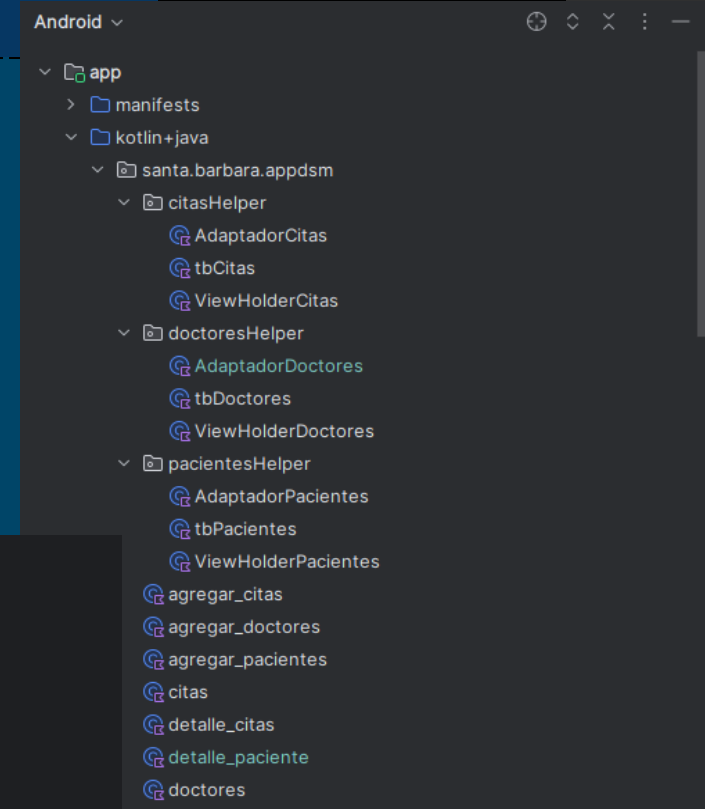 Android
app
manifests
kotlin+java
santa.barbara.appdsm
citasHelper
AdaptadorCitas
tbCitas
ViewHolderCitas
doctoresHelper
AdaptadorDoctores
tbDoctores
ViewHolderDoctores
pacientesHelper
AdaptadorPacientes
tbPacientes
ViewHolderPacientes
agregar_citas
agregar_doctores
agregar_pacientes
citas
detalle_citas
detalle_paciente
doctores